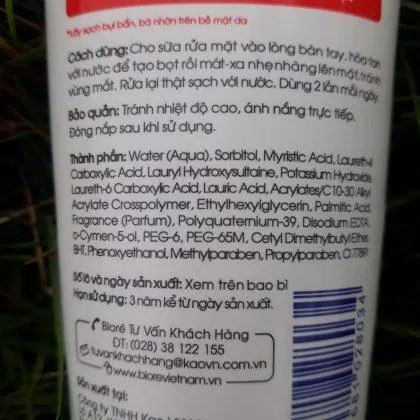 *lấy sạch bụi bẩn, bã nhờn trên bề mặt da
Cách dùng: Cho sữa rửa mặt vào lòng bàn tay, hòa tan
với nước để tạo bọt rồi mát-xa nhẹ nhàng lên mặt, tránh
vùng mắt. Rửa lại thật sạch với nước. Dùng 2 lần mỗi ngày.
Bảo quản: Tránh nhiệt độ cao, ánh nắng trực tiếp.
Đóng nắp sau khi sử dụng.
Thành phần: Water (Aqua), Sorbitol, Myristic Acid, Laureth-4
Carboxylic Acid, Lauryl Hydroxysultaine, Potassium Hydroxide,
Laureth-6 Carboxylic Acid, Lauric Acid, Acrylates/C10-30 Alkyl
Acrylate Crosspolymer, Ethylhexylglycerin, Palmitic Acid,
Fragrance (Parfum), Polyquaternium-39, Disodium EDTA,
o-Cymen-5-ol, PEG-6, PEG-65M, Cetyl Dimethylbutyl Ether,
BHT, Phenoxyethanol, Methylparaben, Propylparaben, CI 77891
Số lô và ngày sản xuất: Xem trên bao bì
Hạn sử dụng: 3 năm kể từ ngày sản xuất.
Bioré Tư Vấn Khách Hàng
ĐT: (028) 38 122 155
tuvankhachhang@kaovn.com.vn
www.biorevietnam.vn
Sản xuất tại:
Công ty TNHH Kao
681 028034